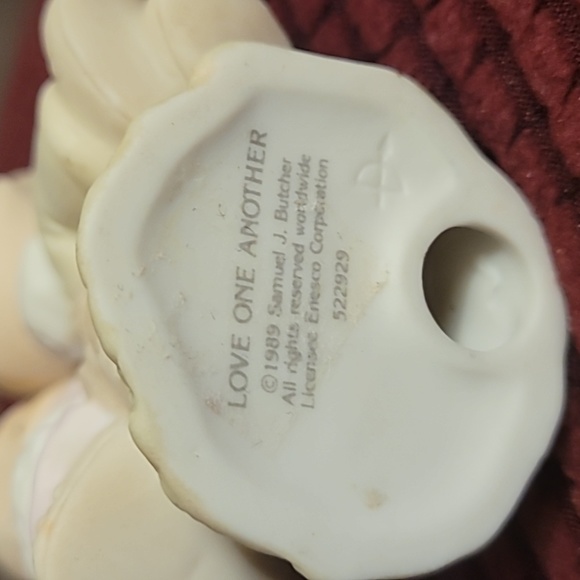 LOVE ONE ANOTHER
©1989 Samuel J. Butcher
All rights reserved worldwide
Licensee Enesco Corporation
522929